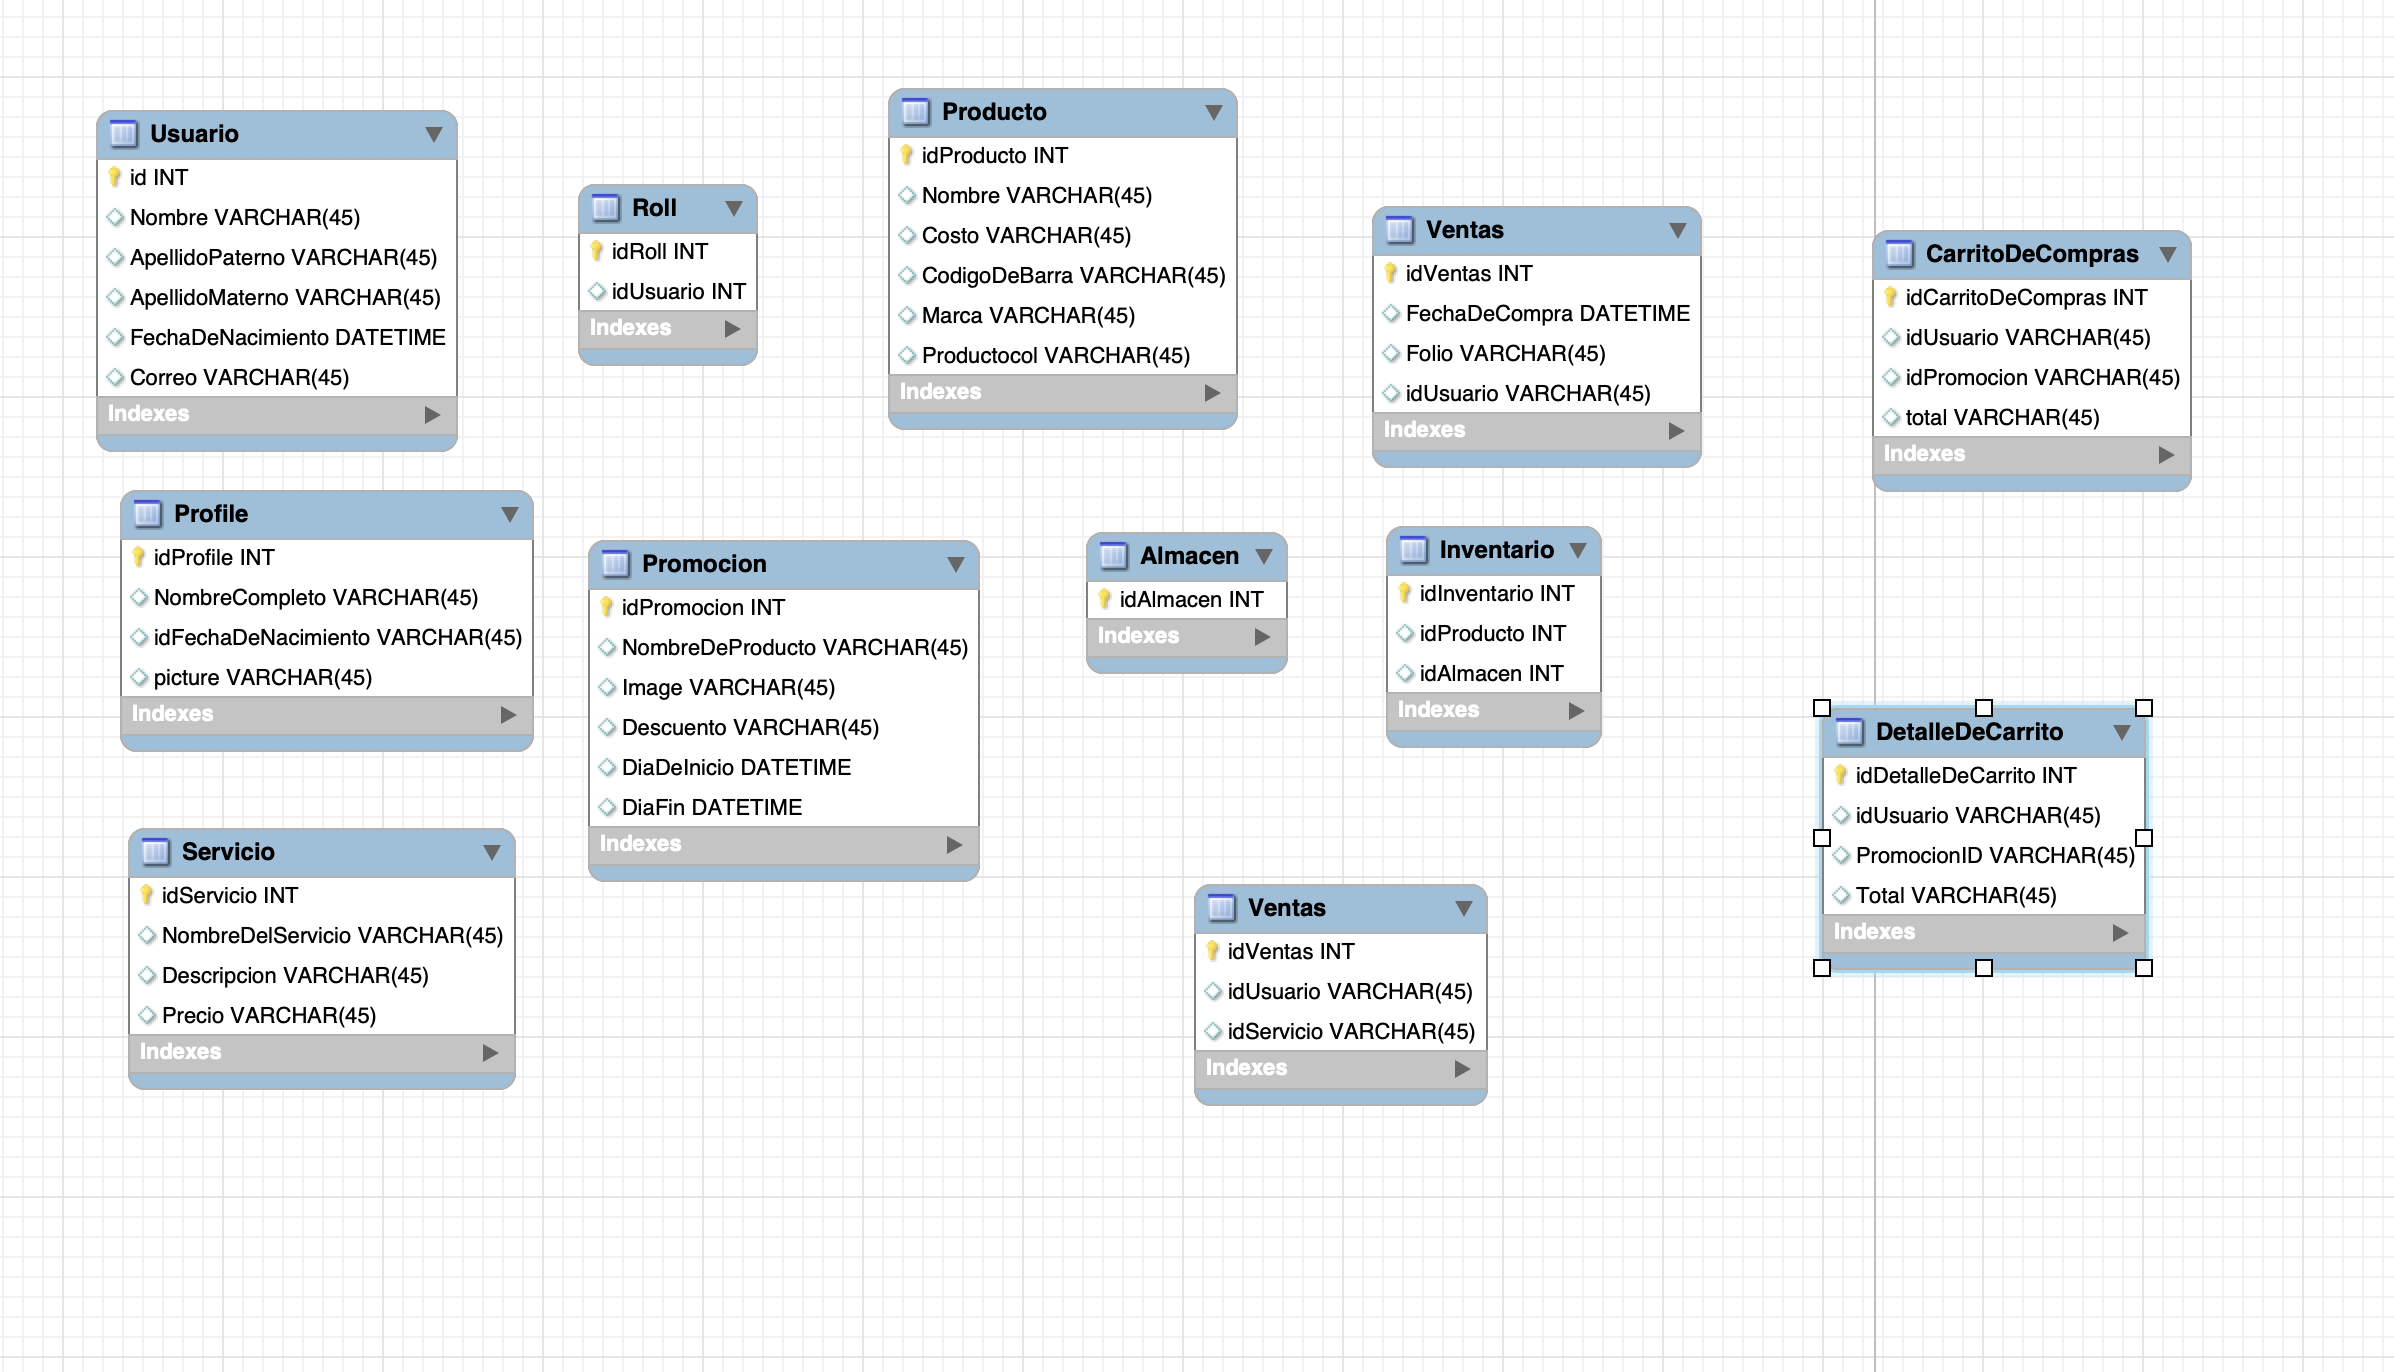 Usuario
id INT
Nombre VARCHAR(45)
ApellidoPaterno VARCHAR(45)
ApellidoMaterno VARCHAR(45)
FechaDeNacimiento DATETIME
Correo VARCHAR(45)
Indexes
Roll
idRoll INT
idUsuario INT
Indexes
Producto
idProducto INT
Nombre VARCHAR(45)
Costo VARCHAR(45)
CodigoDeBarra VARCHAR(45)
Marca VARCHAR(45)
Productocol VARCHAR(45)
Indexes
Ventas
idVentas INT
FechaDeCompra DATETIME
Folio VARCHAR(45)
idUsuario VARCHAR(45)
Indexes
CarritoDeCompras
idCarritoDeCompras INT
idUsuario VARCHAR(45)
idPromocion VARCHAR(45)
total VARCHAR(45)
Indexes
Profile
idProfile INT
NombreCompleto VARCHAR(45)
idFechaDeNacimiento VARCHAR(45)
picture VARCHAR(45)
Indexes
Promocion
idPromocion INT
NombreDeProducto VARCHAR(45)
Image VARCHAR(45)
Descuento VARCHAR(45)
DiaDeInicio DATETIME
DiaFin DATETIME
Indexes
Almacen
idAlmacen INT
Indexes
Inventario
idInventario INT
idProducto INT
idAlmacen INT
Indexes
DetalleDeCarrito
idDetalleDeCarrito INT
idUsuario VARCHAR(45)
PromocionID VARCHAR(45)
Total VARCHAR(45)
Indexes
Servicio
idServicio INT
NombreDelServicio VARCHAR(45)
Descripcion VARCHAR(45)
Precio VARCHAR(45)
Indexes
Ventas
idVentas INT
idUsuario VARCHAR(45)
idServicio VARCHAR(45)
Indexes